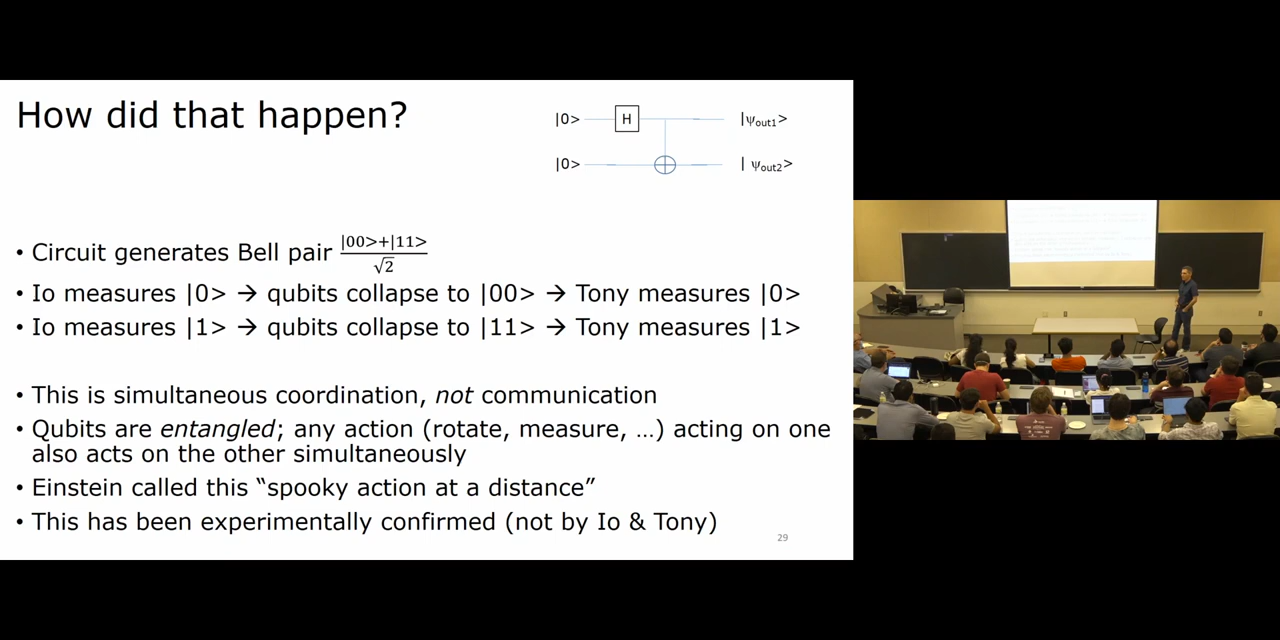 How did that happen?
|0> H |ψout1>
|0> | ψout2>
• Circuit generates Bell pair |00>+|11> / √2
• Io measures |0> → qubits collapse to |00> → Tony measures |0>
• Io measures |1> → qubits collapse to |11> → Tony measures |1>
• This is simultaneous coordination, not communication
• Qubits are entangled; any action (rotate, measure, …) acting on one
also acts on the other simultaneously
• Einstein called this “spooky action at a distance”
• This has been experimentally confirmed (not by Io & Tony)
29